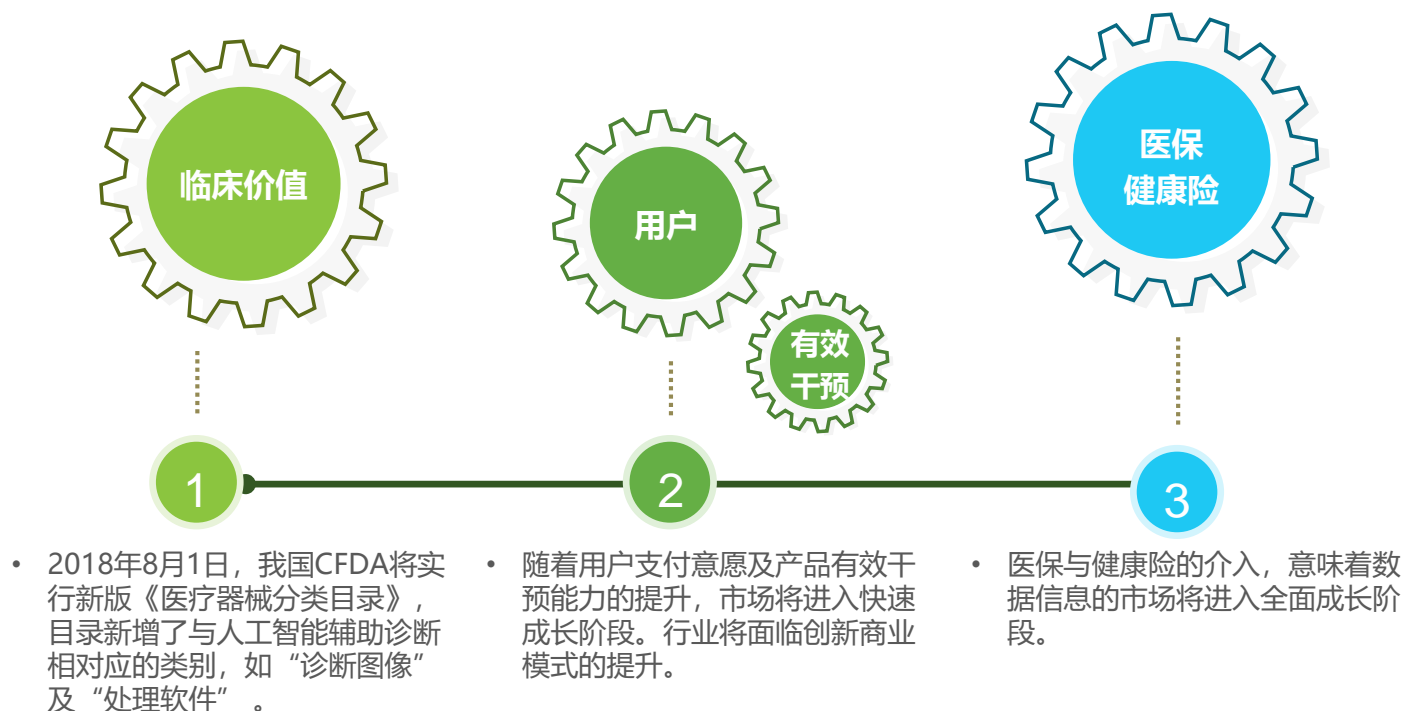 临床价值
用户
有效
干预
医保
健康险
1
2
3
• 2018年8月1日，我国CFDA将实
行新版《医疗器械分类目录》，
目录新增了与人工智能辅助诊断
相对应的类别，如“诊断图像”
及“处理软件” 。
• 随着用户支付意愿及产品有效干
预能力的提升，市场将进入快速
成长阶段。行业将面临创新商业
模式的提升。
• 医保与健康险的介入，意味着数
据信息的市场将进入全面成长阶
段。